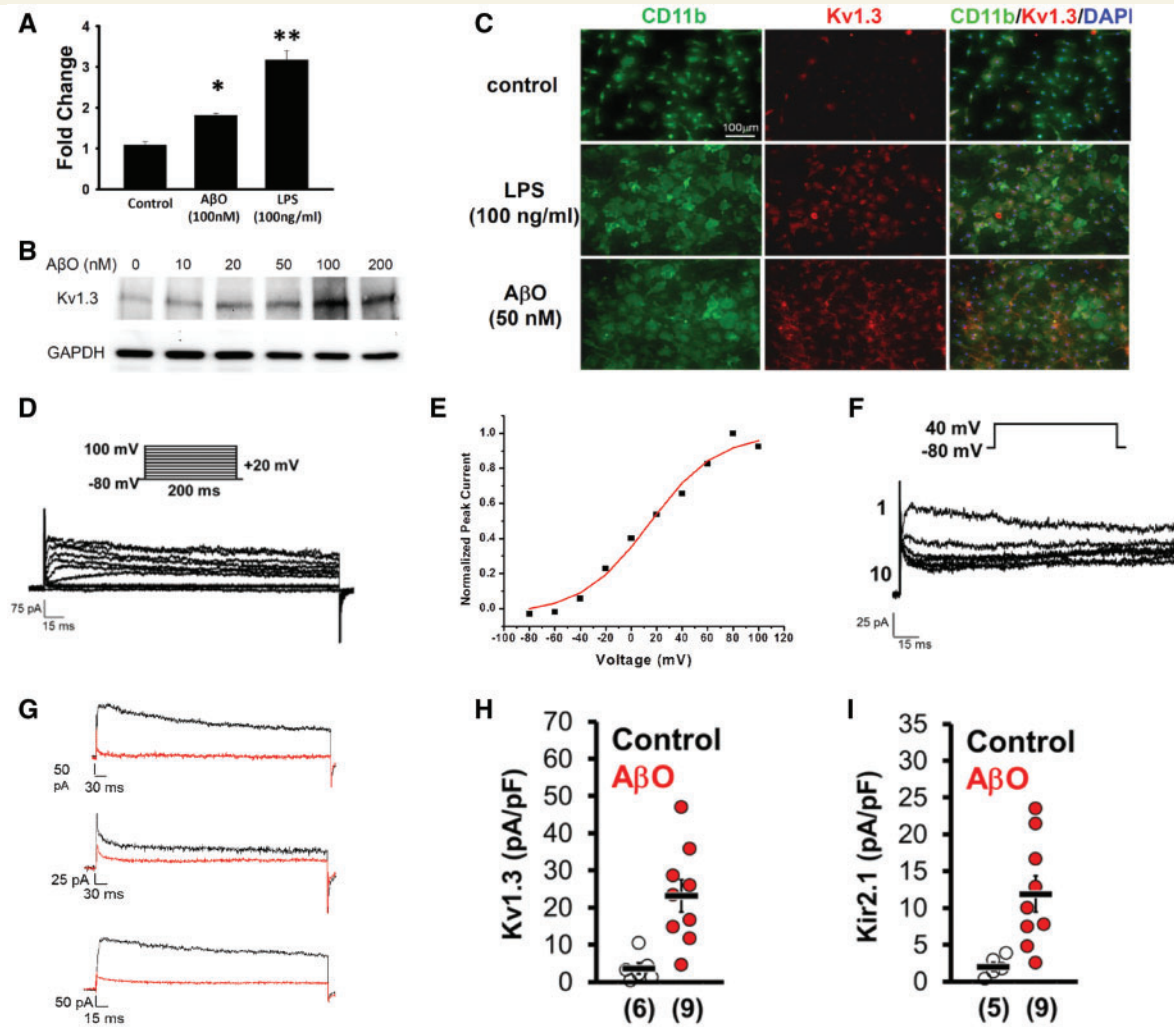 A
Fold Change
4
3
2
1
0
*
**
Control
AβO
(100nM)
LPS
(100ng/ml)
B
AβO (nM) 0 10 20 50 100 200
Kv1.3
GAPDH
C
CD11b Kv1.3 CD11b/Kv1.3/DAPI
control
100μm
LPS
(100 ng/ml)
AβO
(50 nM)
D
100 mV
-80 mV
+20 mV
200 ms
75 pA
15 ms
E
Normalized Peak Current
1.0
0.8
0.6
0.4
0.2
0.0
-100 -80 -60 -40 -20 0 20 40 60 80 100 120
Voltage (mV)
F
40 mV
-80 mV
1
10
25 pA
15 ms
G
50
pA
30 ms
25 pA
30 ms
50 pA
15 ms
H
Kv1.3 (pA/pF)
70
60
50
40
30
20
10
0
Control
AβO
(6) (9)
I
Kir2.1 (pA/pF)
35
30
25
20
15
10
5
0
Control
AβO
(5) (9)